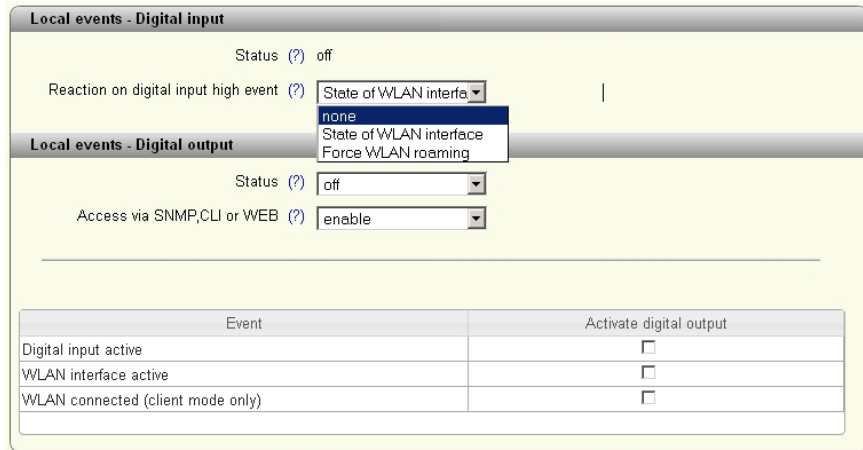 Local events - Digital input
Status (?) off
Reaction on digital input high event (?) State of WLAN interfa
none
State of WLAN interface
Force WLAN roaming
Local events - Digital output
Status (?) off
Access via SNMP,CLI or WEB (?) enable
Event Activate digital output
Digital input active
WLAN interface active
WLAN connected (client mode only)